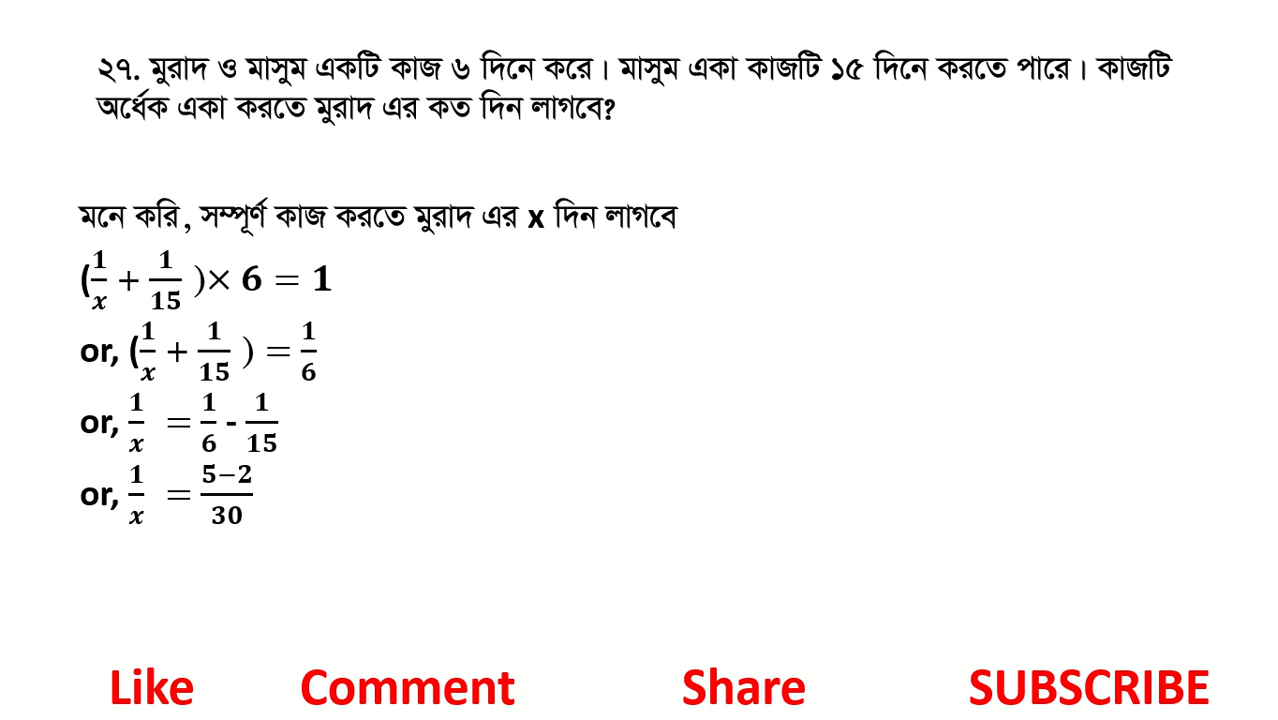 ২৭. মুরাদ ও মাসুম একটি কাজ ৬ দিনে করে। মাসুম একা কাজটি ১৫ দিনে করতে পারে। কাজটি
অর্ধেক একা করতে মুরাদ এর কত দিন লাগবে?
মনে করি, সম্পূর্ণ কাজ করতে মুরাদ এর x দিন লাগবে
(1/x + 1/15 )× 6 = 1
or, (1/x + 1/15 ) = 1/6
or, 1/x = 1/6 - 1/15
or, 1/x = 5−2/30
Like Comment Share SUBSCRIBE